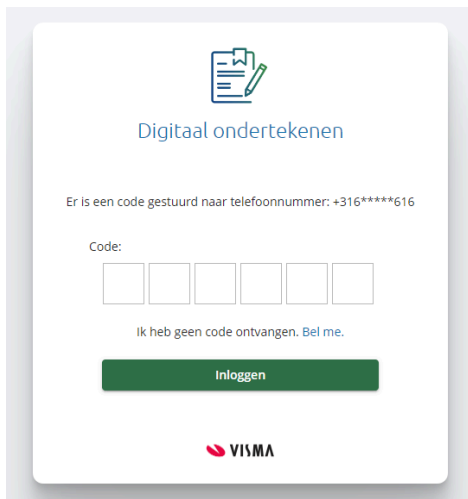 Digitaal ondertekenen
Er is een code gestuurd naar telefoonnummer: +316*****616
Code:
Ik heb geen code ontvangen. Bel me.
Inloggen
VISMA